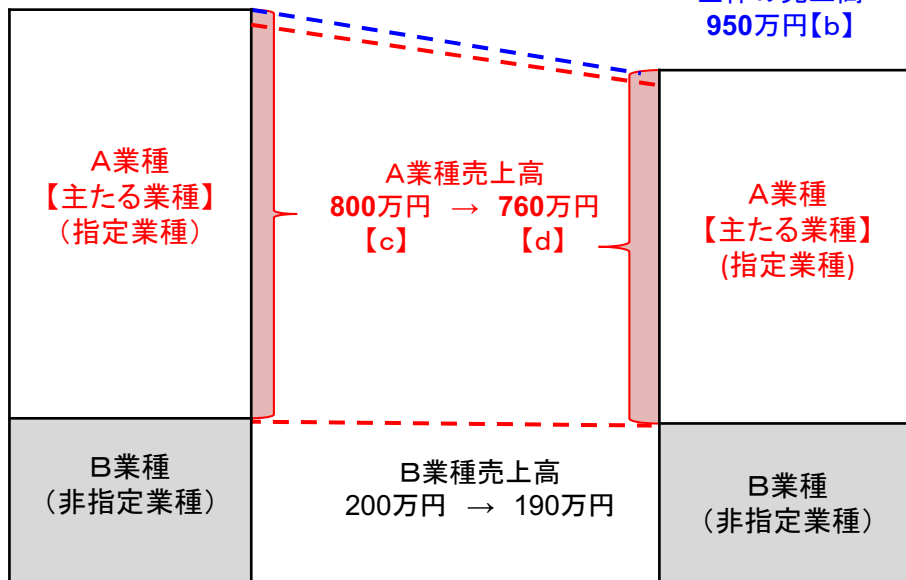 950万円【b】
A業種
【主たる業種】
（指定業種）
A業種売上高
800万円 → 760万円
【c】 【d】
A業種
【主たる業種】
(指定業種)
B業種
（非指定業種）
B業種売上高
200万円 → 190万円
B業種
（非指定業種）